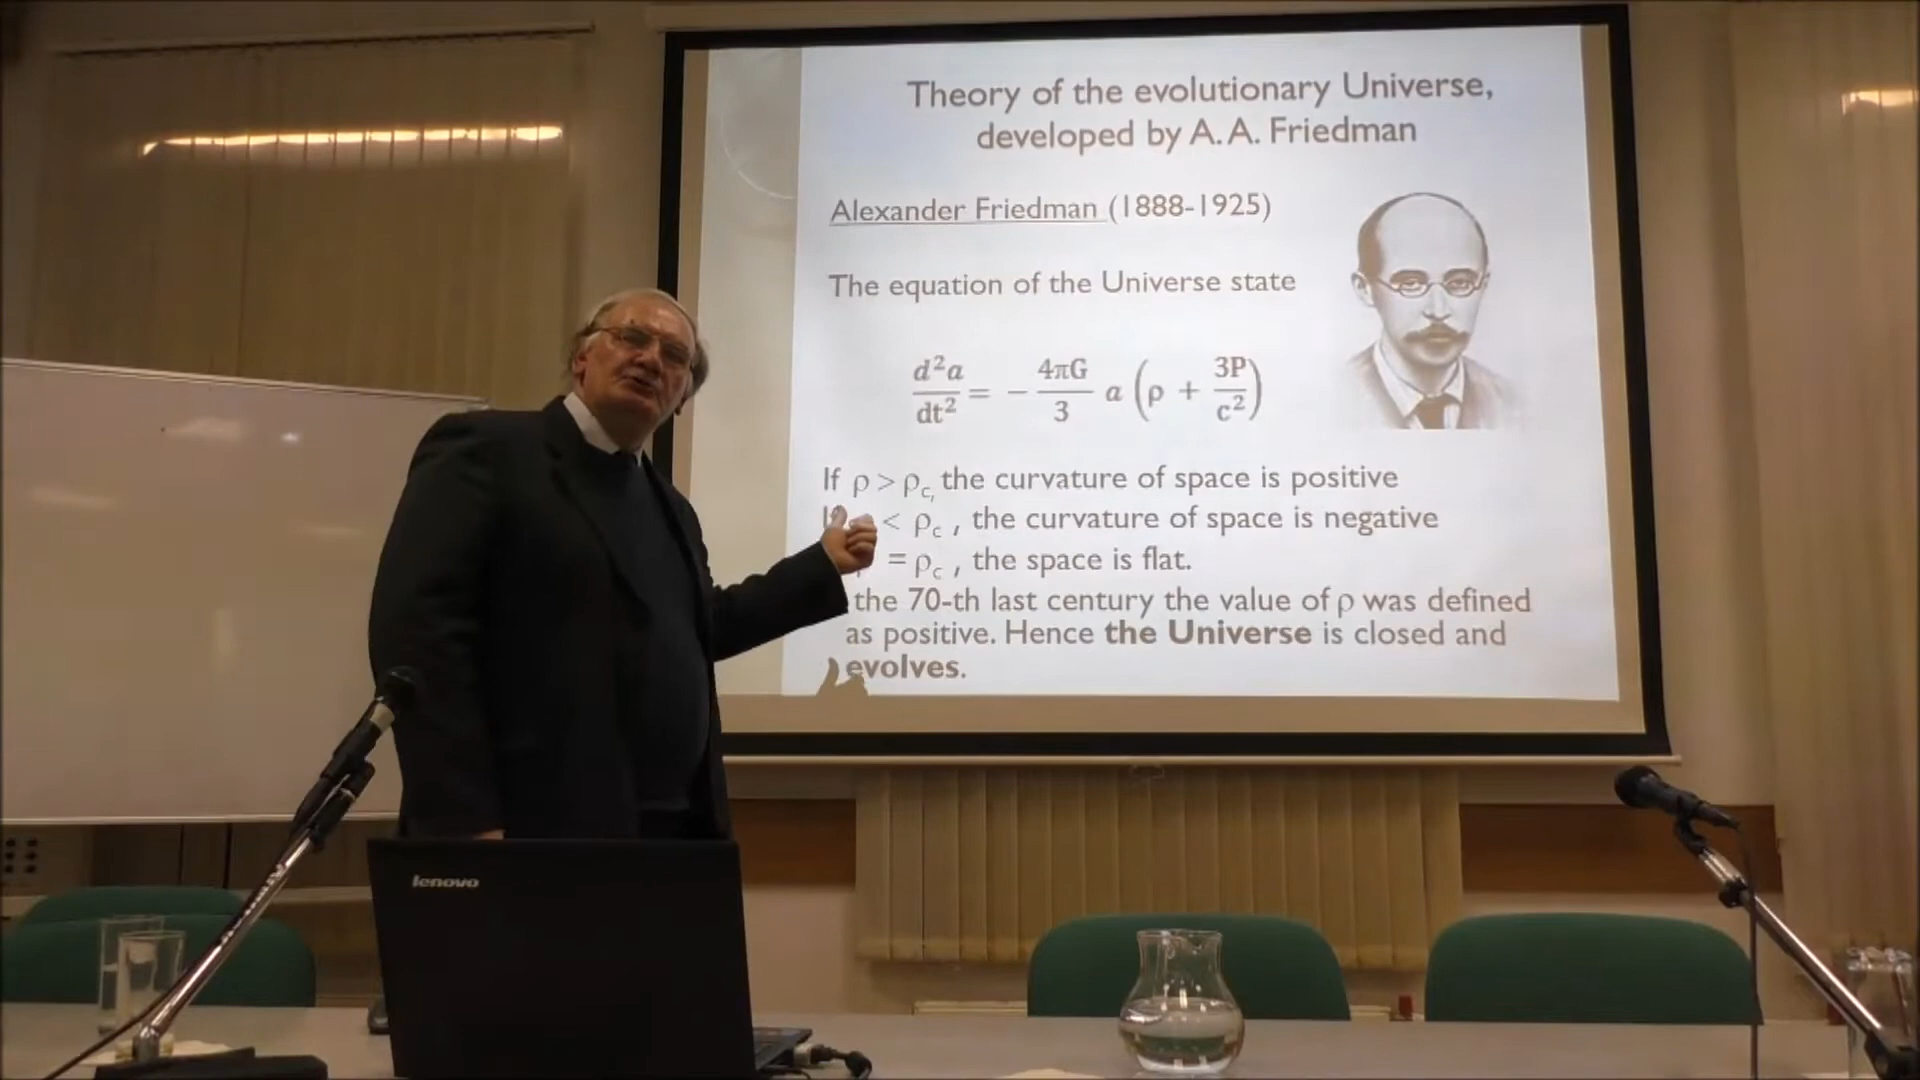 Theory of the evolutionary Universe,
developed by A. A. Friedman
Alexander Friedman (1888-1925)
The equation of the Universe state
d²a/dt² = − 4πG/3 a (ρ + 3P/c²)
If ρ > ρc, the curvature of space is positive
< ρc , the curvature of space is negative
= ρc , the space is flat.
the 70-th last century the value of ρ was defined
as positive. Hence the Universe is closed and
evolves.
lenovo